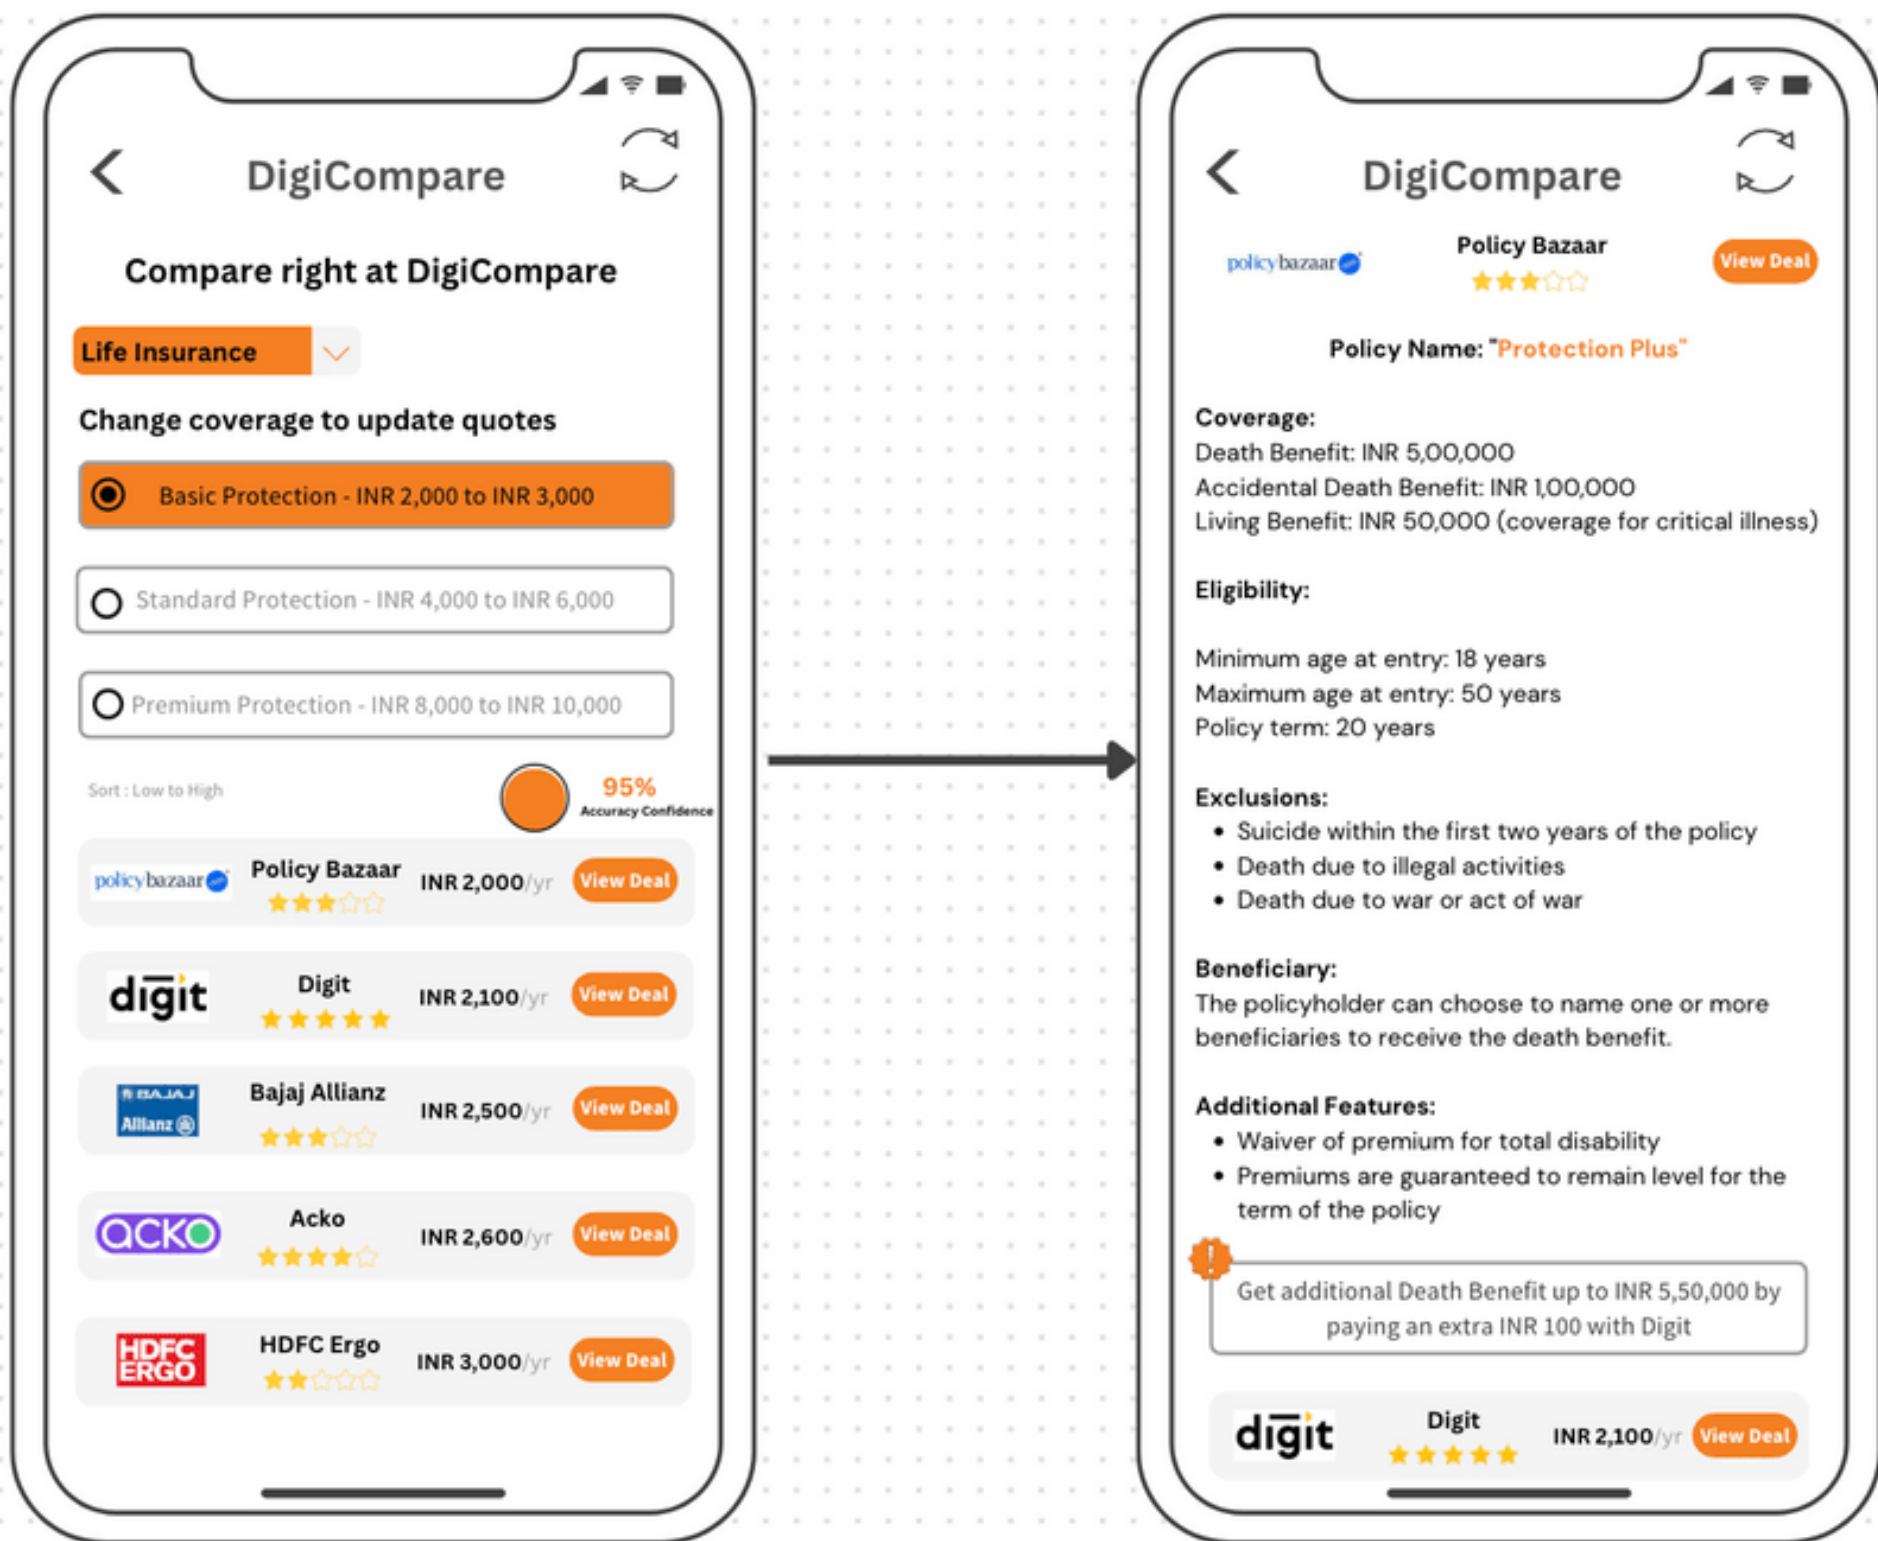 DigiCompare
Compare right at DigiCompare
Life Insurance
Change coverage to update quotes
Basic Protection - INR 2,000 to INR 3,000
Standard Protection - INR 4,000 to INR 6,000
Premium Protection - INR 8,000 to INR 10,000
Sort : Low to High
95%
Accuracy Confidence
policybazaar
Policy Bazaar
INR 2,000/yr
View Deal
digit
Digit
INR 2,100/yr
View Deal
BAJAJ
Allianz
Bajaj Allianz
INR 2,500/yr
View Deal
acko
Acko
INR 2,600/yr
View Deal
HDFC
ERGO
HDFC Ergo
INR 3,000/yr
View Deal
DigiCompare
policybazaar
Policy Bazaar
View Deal
Policy Name: "Protection Plus"
Coverage:
Death Benefit: INR 5,00,000
Accidental Death Benefit: INR 1,00,000
Living Benefit: INR 50,000 (coverage for critical illness)
Eligibility:
Minimum age at entry: 18 years
Maximum age at entry: 50 years
Policy term: 20 years
Exclusions:
• Suicide within the first two years of the policy
• Death due to illegal activities
• Death due to war or act of war
Beneficiary:
The policyholder can choose to name one or more
beneficiaries to receive the death benefit.
Additional Features:
• Waiver of premium for total disability
• Premiums are guaranteed to remain level for the
term of the policy
!
Get additional Death Benefit up to INR 5,50,000 by
paying an extra INR 100 with Digit
digit
Digit
INR 2,100/yr
View Deal